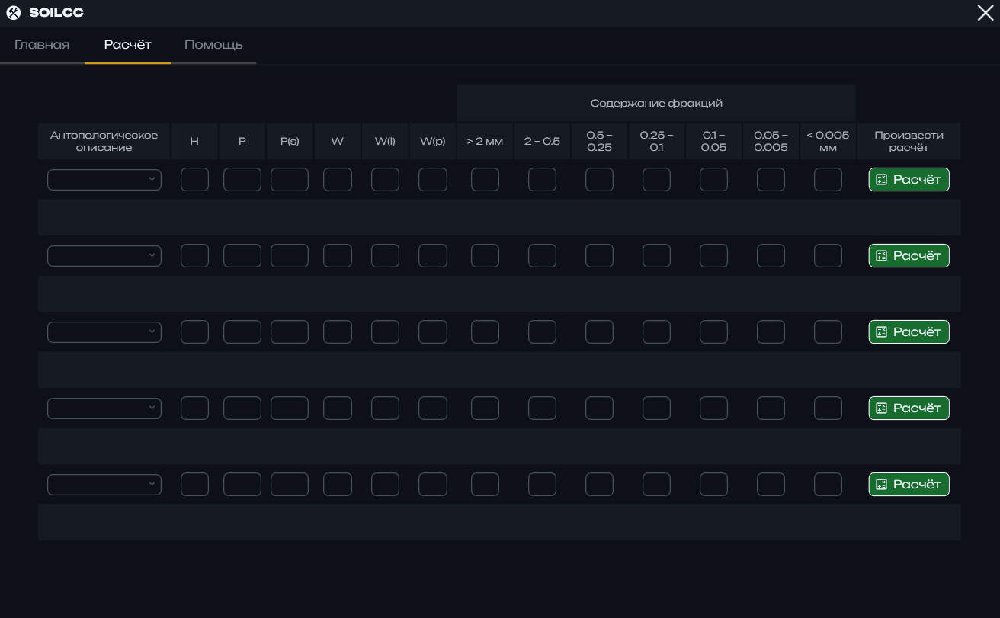 SOILCC
Главная Расчёт Помощь
Содержание фракций
Антопологическое
описание
H
P
P(s)
W
W(l)
W(p)
> 2 мм
2 – 0.5
0.5 –
0.25
0.25 –
0.1
0.1 –
0.05
0.05 –
0.005
< 0.005
мм
Произвести
расчёт
Расчёт
Расчёт
Расчёт
Расчёт
Расчёт